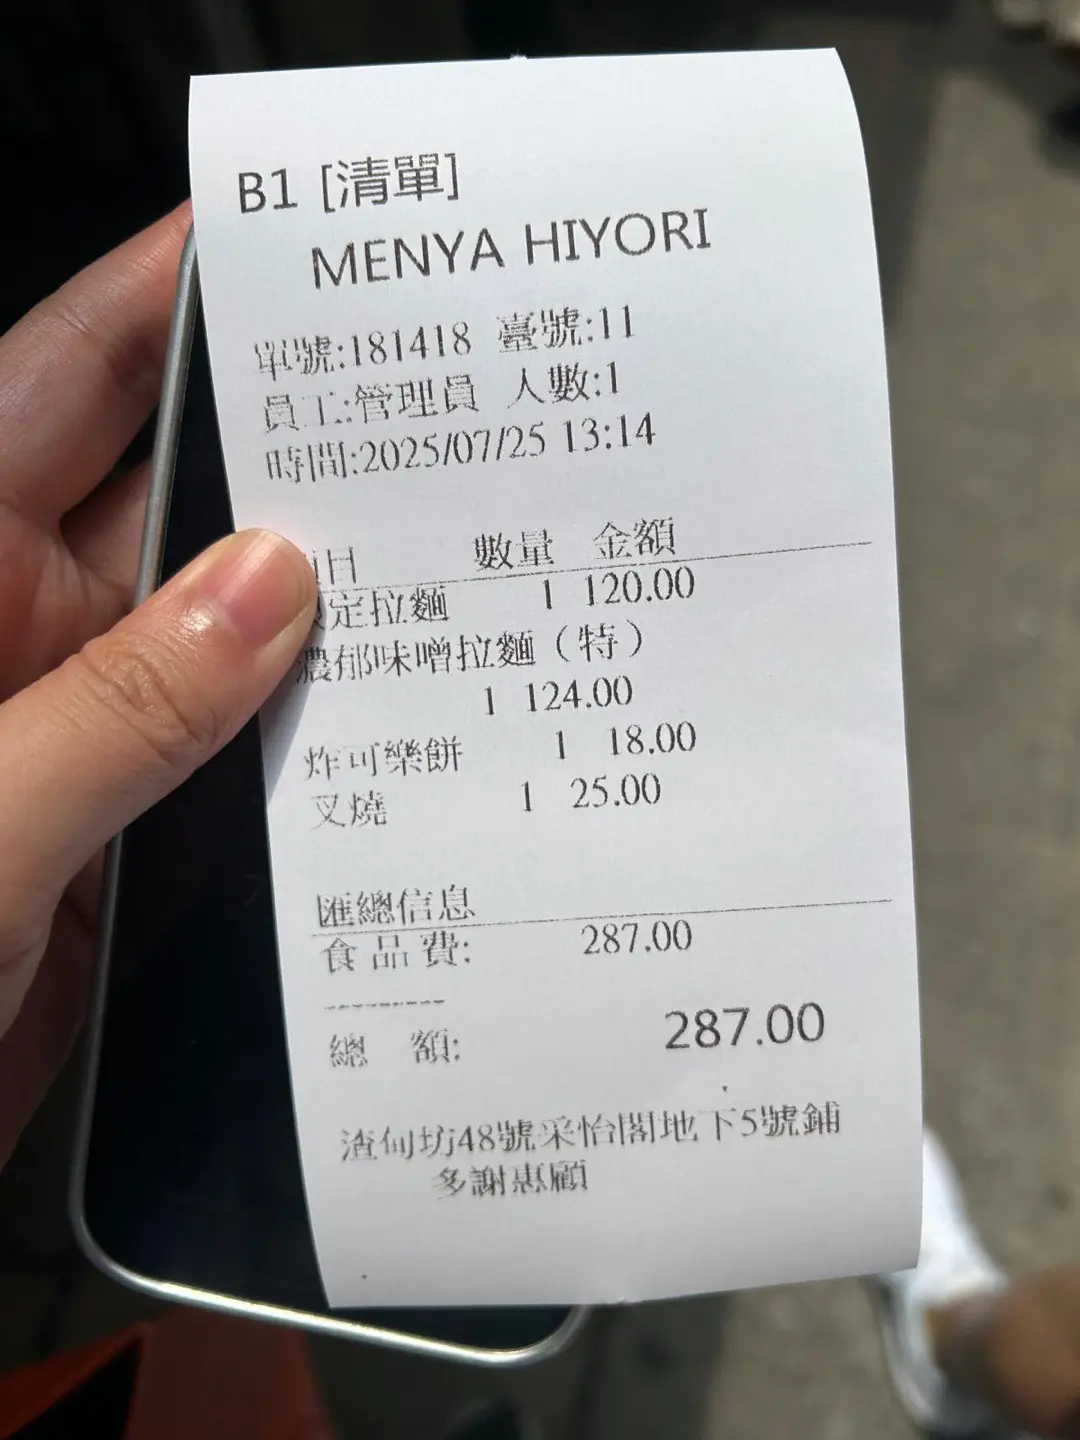 B1 [清單]
MENYA HIYORI
單號:181418 臺號:11
員工:管理員 人數:1
時間:2025/07/25 13:14
目 數量 金額
定拉麵 1 120.00
濃郁味噌拉麵（特）
1 124.00
炸可樂餅 1 18.00
叉燒 1 25.00
匯總信息
食品費: 287.00
---------
總 額: 287.00
渣甸坊48號采怡閣地下5號鋪
多謝惠顧